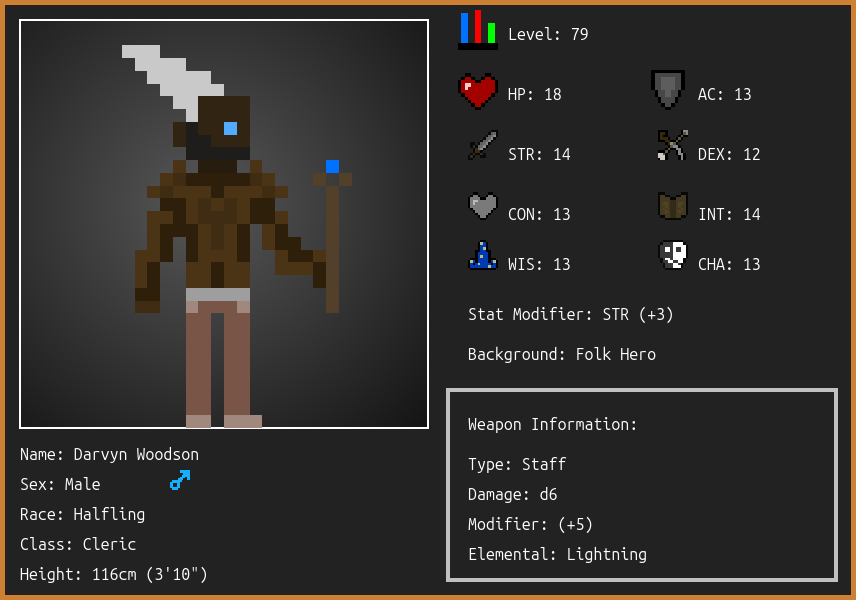 Level: 79
HP: 18
AC: 13
STR: 14
DEX: 12
CON: 13
INT: 14
WIS: 13
CHA: 13
Stat Modifier: STR (+3)
Background: Folk Hero
Weapon Information:
Type: Staff
Damage: d6
Modifier: (+5)
Elemental: Lightning
Name: Darvyn Woodson
Sex: Male
Race: Halfling
Class: Cleric
Height: 116cm (3'10")